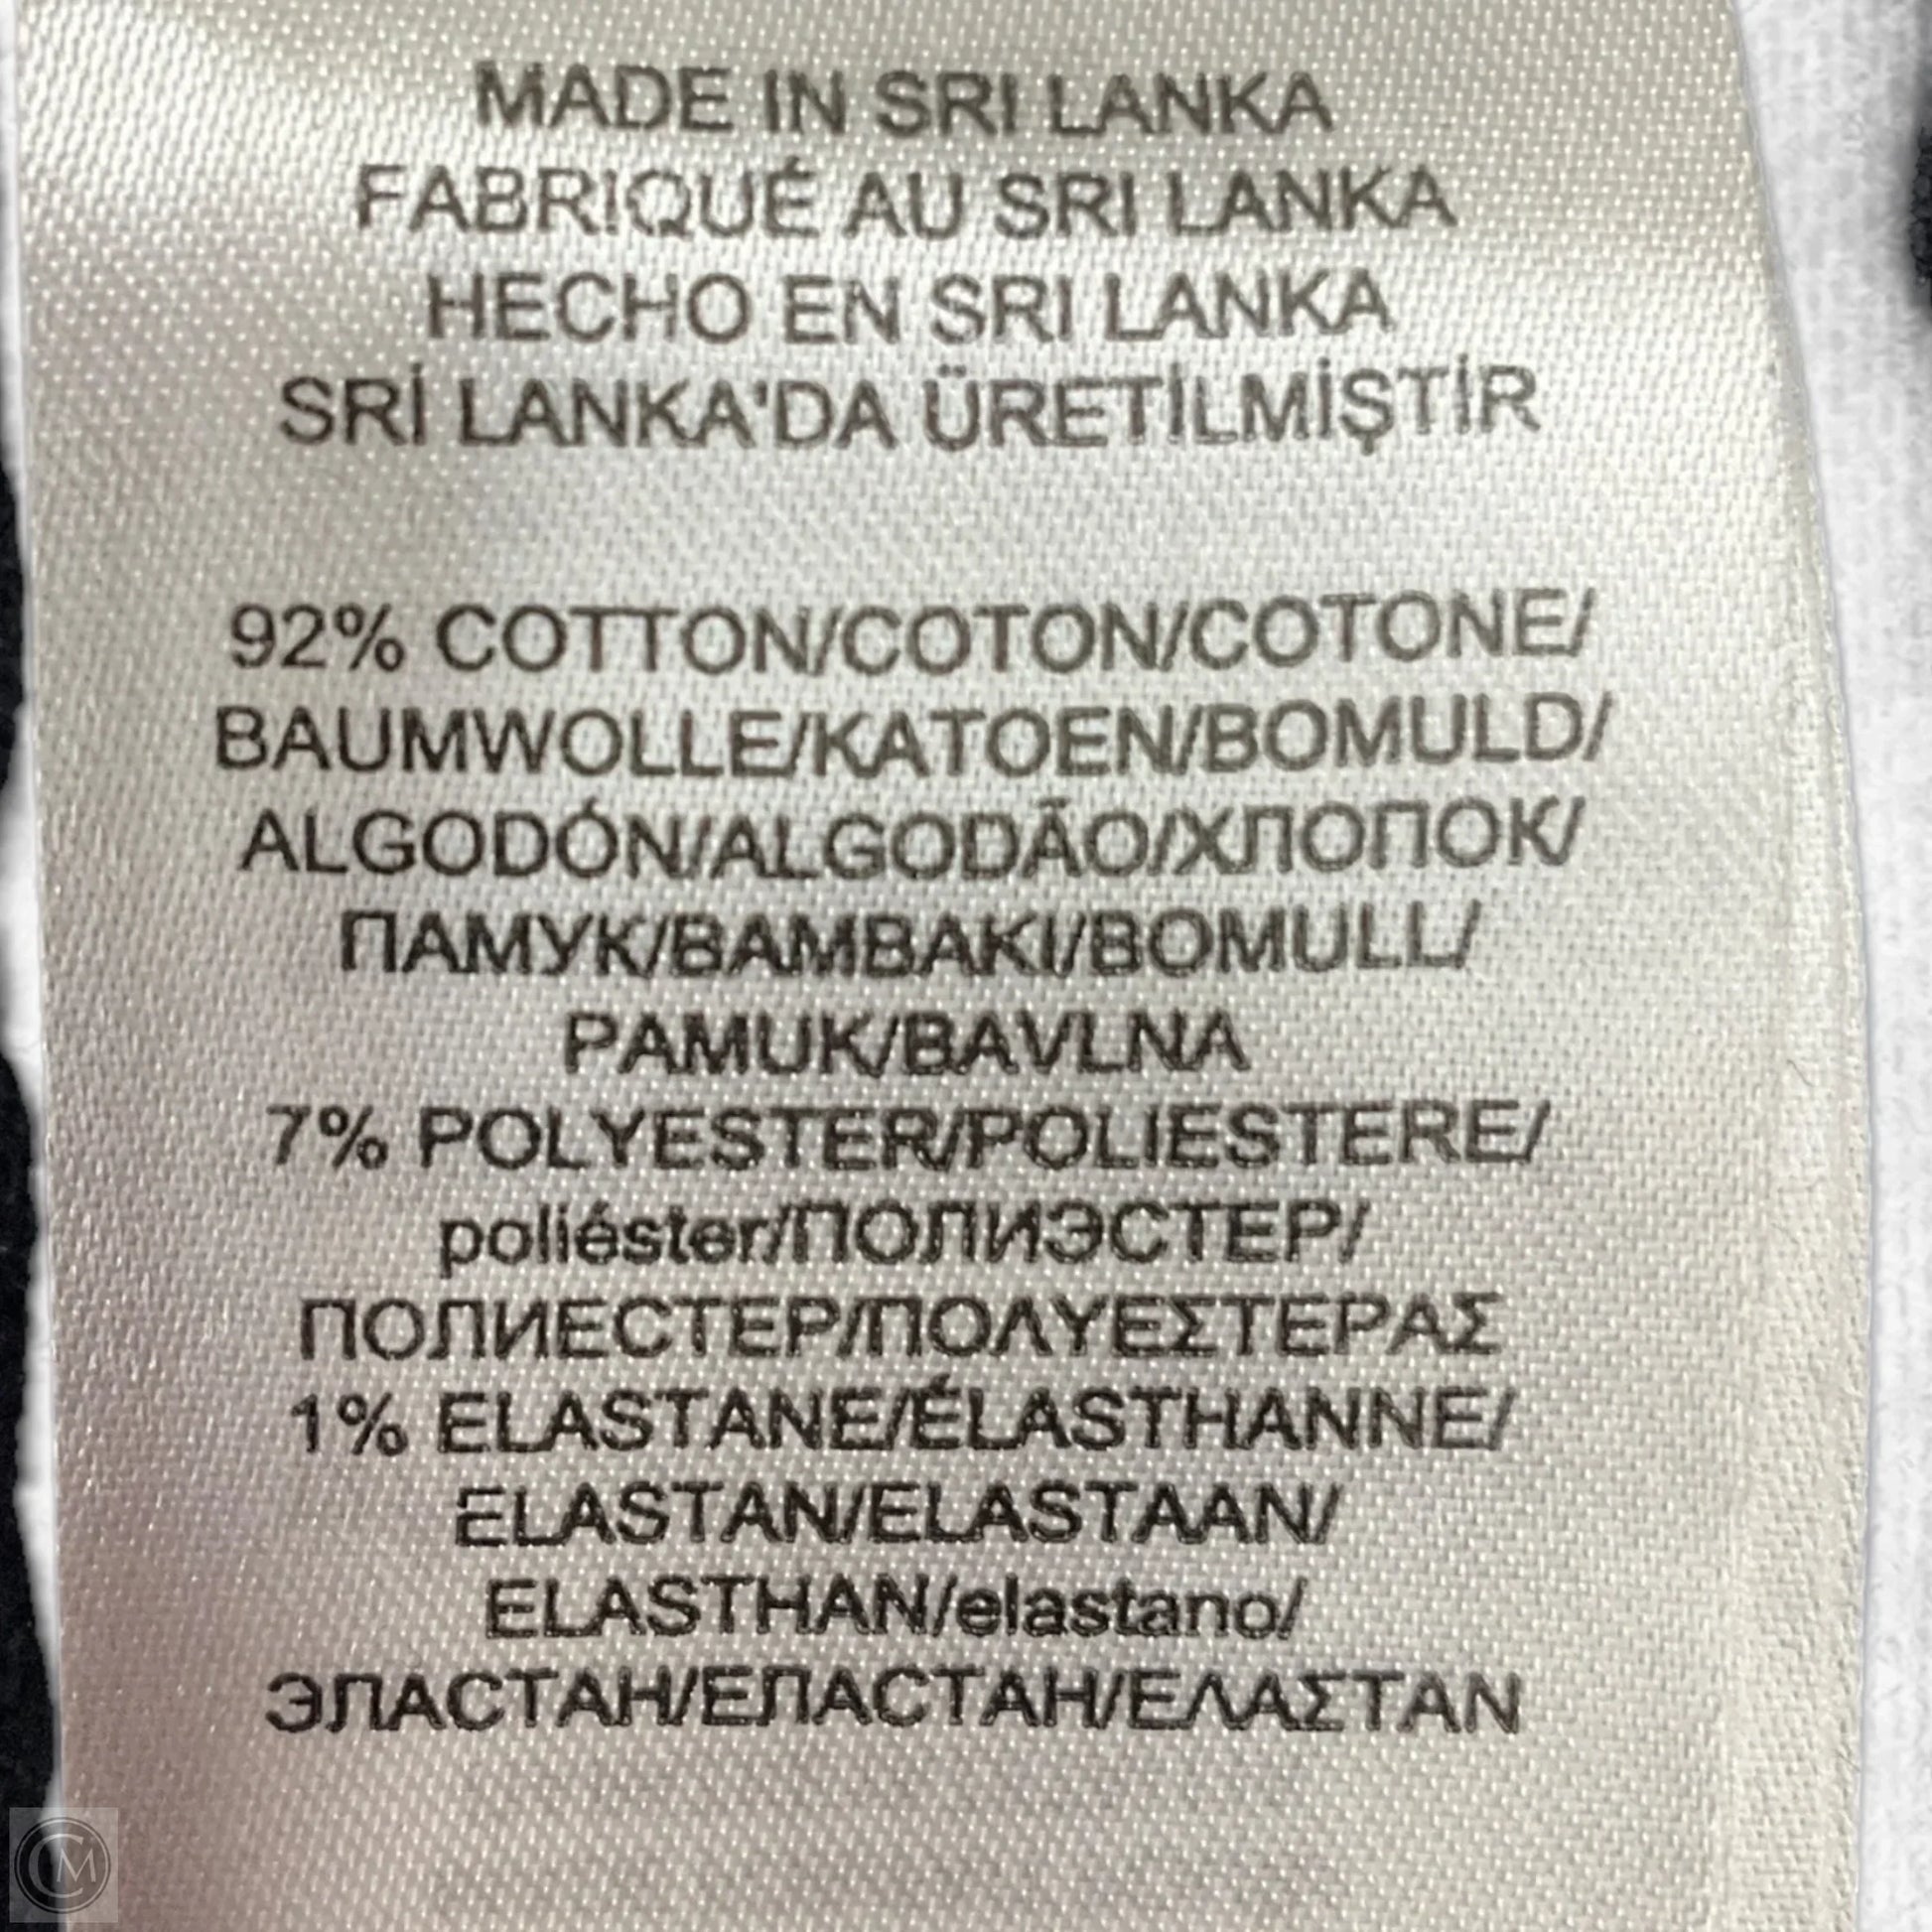 MADE IN SRI LANKA
FABRIQUÉ AU SRI LANKA
HECHO EN SRI LANKA
SRİ LANKA'DA ÜRETİLMİŞTİR
92% COTTON/COTON/COTONE/
BAUMWOLLE/KATOEN/BOMULD/
ALGODÓN/ALGODÃO/ХЛОПОК/
ПАМУК/ΒΑΜΒΑΚΙ/BOMULL/
PAMUK/BAVLNA
7% POLYESTER/POLIESTERE/
poliéster/ПОЛИЭСТЕР/
ПОЛИЕСТЕР/ΠΟΛΥΕΣΤΕΡΑΣ
1% ELASTANE/ÉLASTHANNE/
ELASTAN/ELASTAAN/
ELASTHAN/elastano/
ЭЛАСТАН/ЕЛАСТАН/ΕΛΑΣΤΑΝ
CM